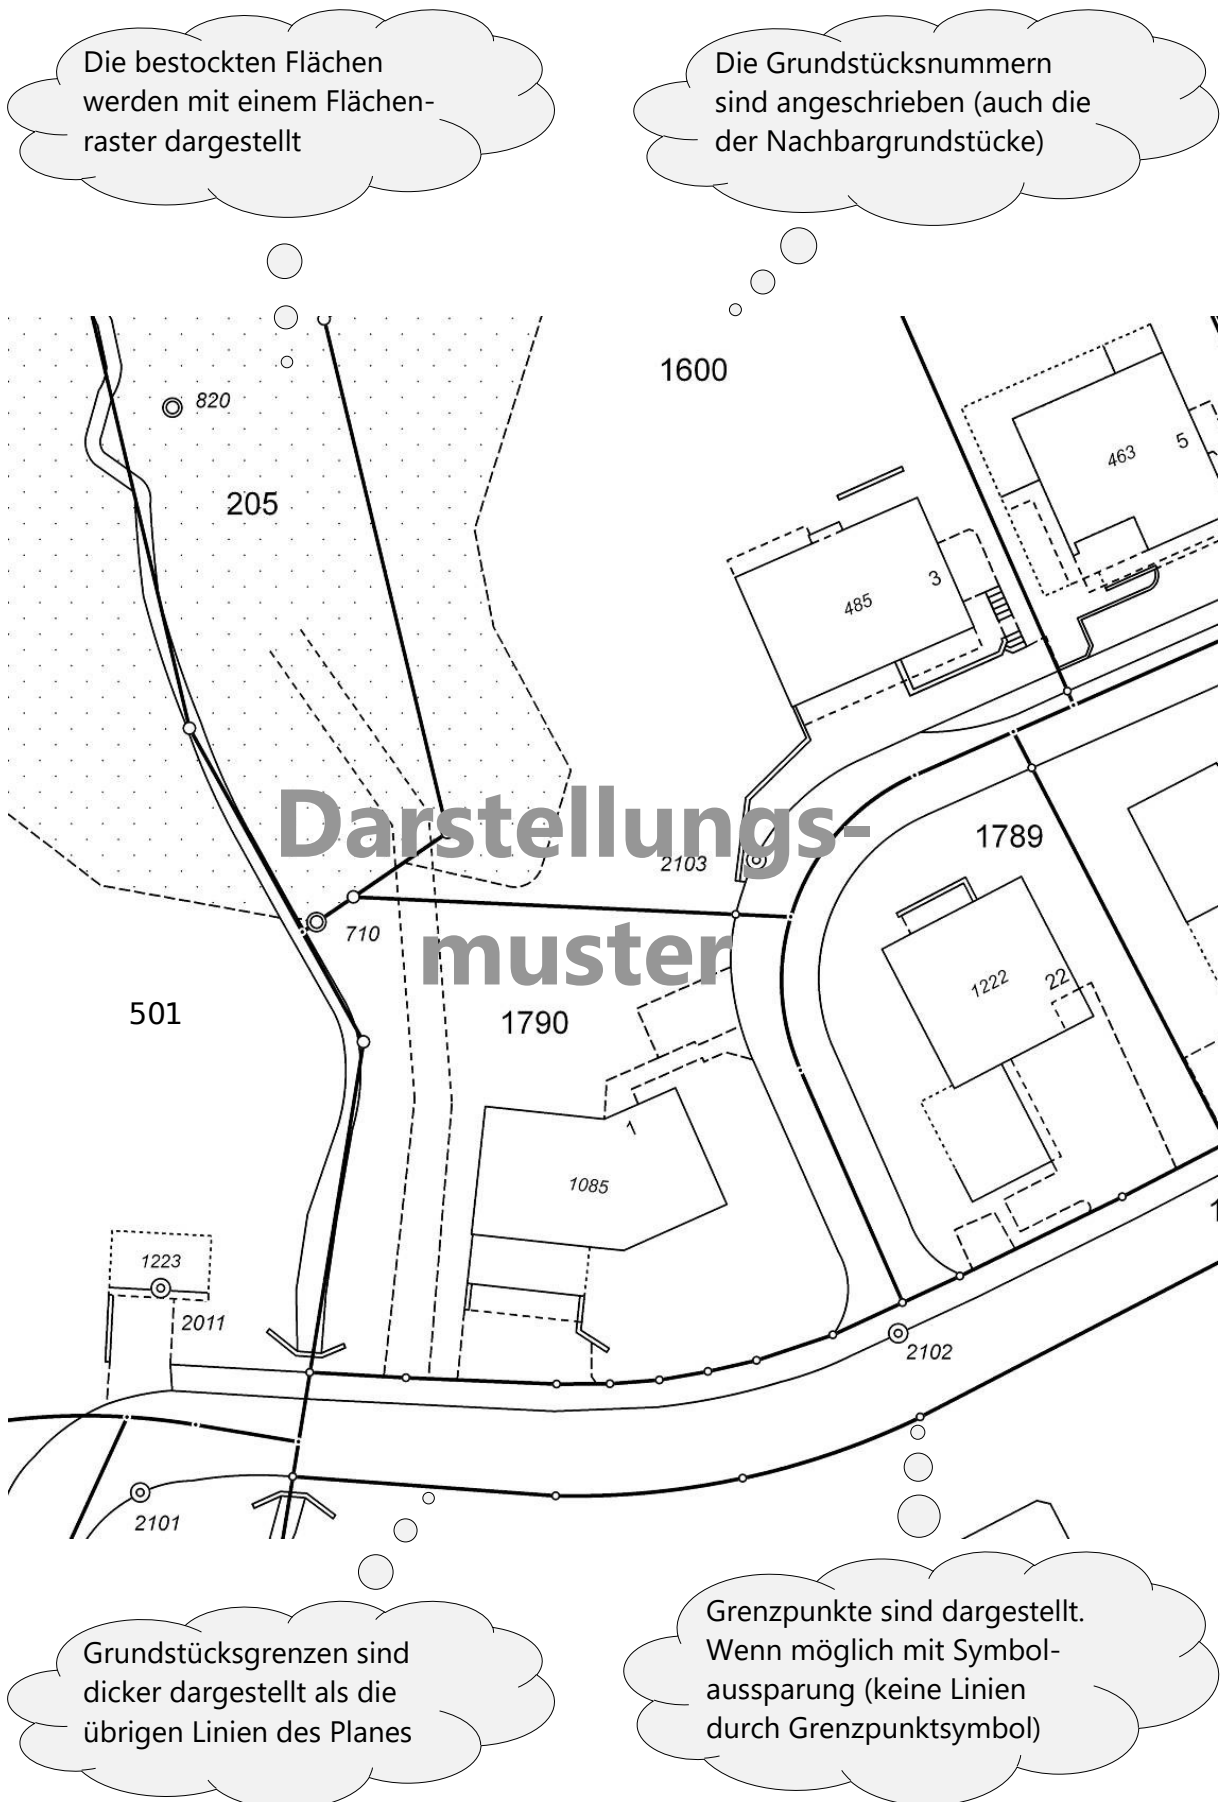 Die bestockten Flächen
werden mit einem Flächen-
raster dargestellt
Die Grundstücksnummern
sind angeschrieben (auch die
der Nachbargrundstücke)
1600
820
463
5
205
3
485
Darstellungs-
1789
2103
710
muster
1222
22
501
1790
1
1085
1223
2011
2102
2101
Grundstücksgrenzen sind
dicker dargestellt als die
übrigen Linien des Planes
Grenzpunkte sind dargestellt.
Wenn möglich mit Symbol-
aussparung (keine Linien
durch Grenzpunktsymbol)